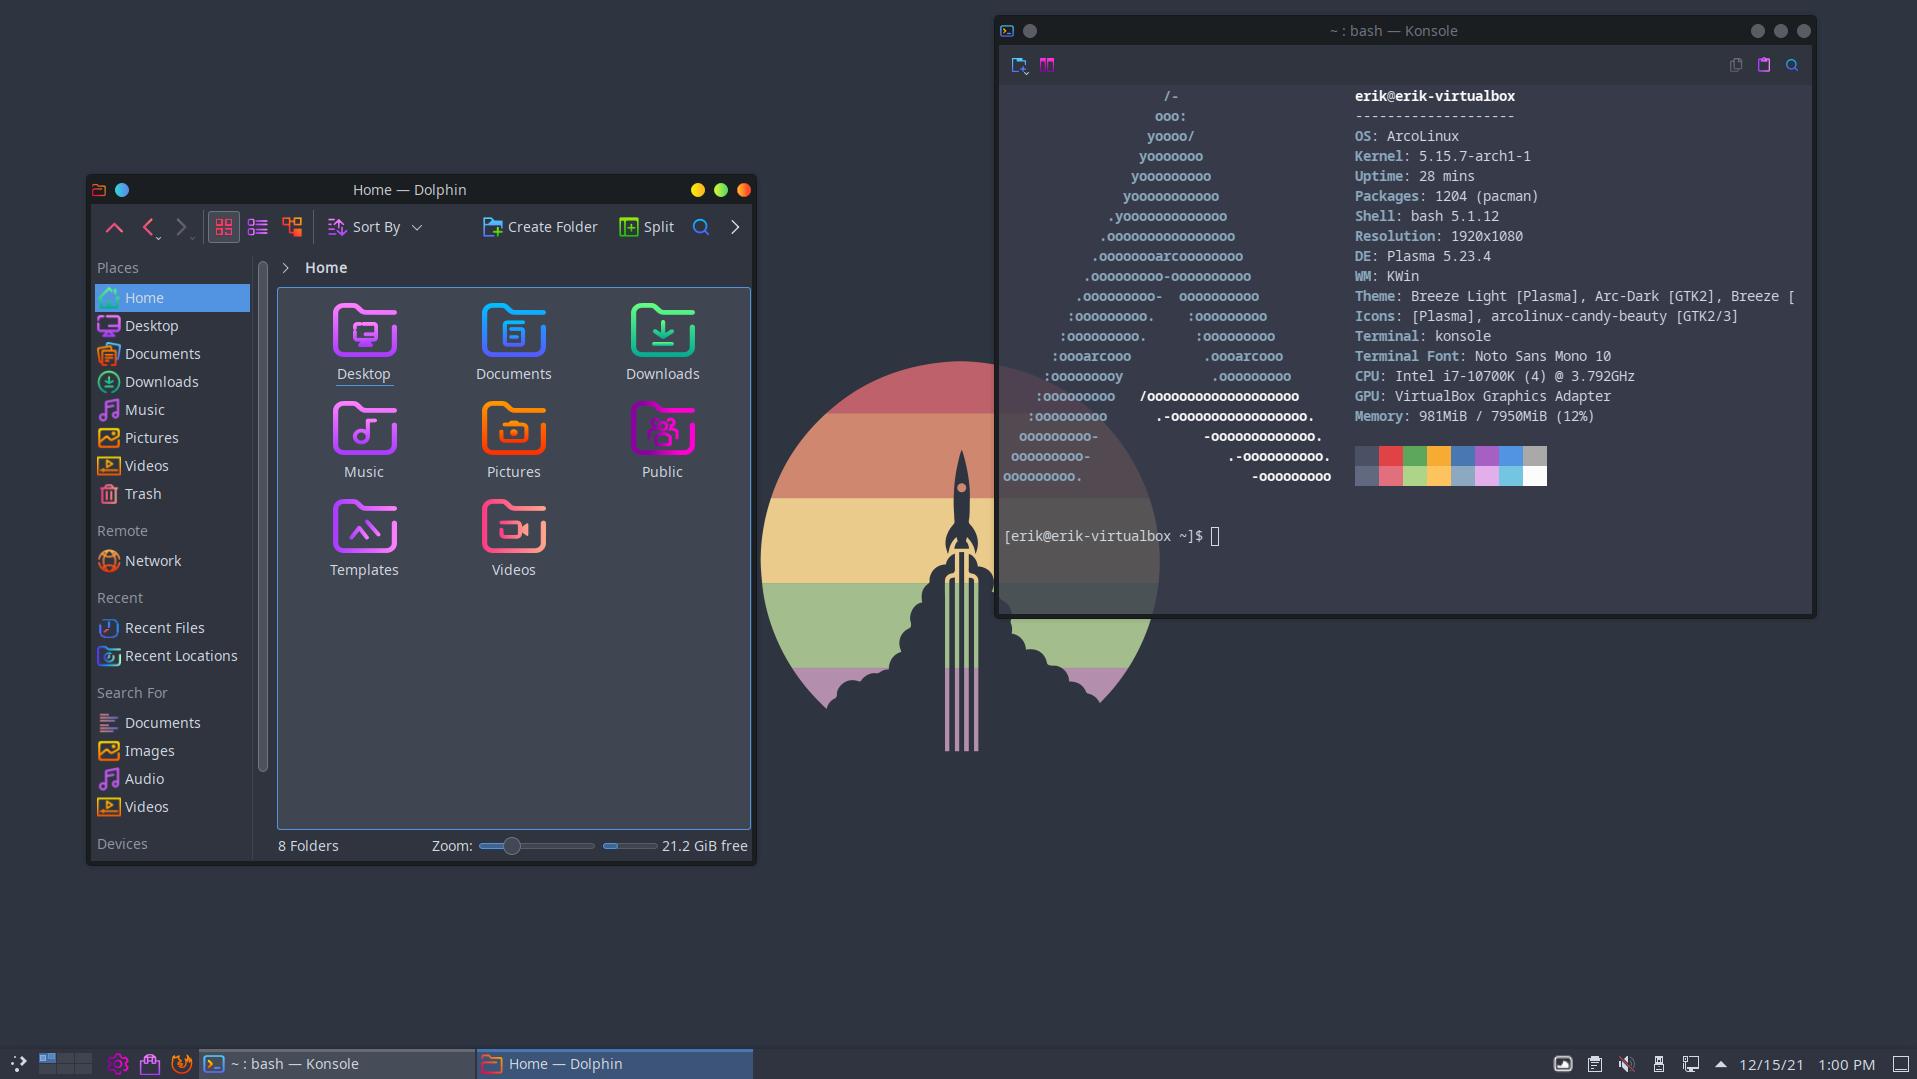 Home — Dolphin
Sort By
Create Folder
Split
Places
Home
Desktop
Documents
Downloads
Music
Pictures
Videos
Trash
Remote
Network
Recent
Recent Files
Recent Locations
Search For
Documents
Images
Audio
Videos
Devices
Home
Desktop Documents Downloads
Music Pictures Public
Templates Videos
8 Folders Zoom: 21.2 GiB free
~ : bash — Konsole
/- erik@erik-virtualbox
ooo: --------------------
yoooo/ OS: ArcoLinux
yooooooo Kernel: 5.15.7-arch1-1
yooooooooo Uptime: 28 mins
yooooooooooo Packages: 1204 (pacman)
.yooooooooooooo Shell: bash 5.1.12
.oooooooooooooooo Resolution: 1920x1080
.oooooooarcoooooooo DE: Plasma 5.23.4
.ooooooooo-oooooooooo WM: KWin
.ooooooooo- oooooooooo Theme: Breeze Light [Plasma], Arc-Dark [GTK2], Breeze [
:ooooooooo. :ooooooooo Icons: [Plasma], arcolinux-candy-beauty [GTK2/3]
:ooooooooo. :ooooooooo Terminal: konsole
:oooarcooo .oooarcooo Terminal Font: Noto Sans Mono 10
:ooooooooy .ooooooooo CPU: Intel i7-10700K (4) @ 3.792GHz
:ooooooooo /ooooooooooooooooooo GPU: VirtualBox Graphics Adapter
:ooooooooo .-ooooooooooooooooo. Memory: 981MiB / 7950MiB (12%)
ooooooooo- -ooooooooooooo.
ooooooooo- .-oooooooooo.
ooooooooo. -ooooooooo
[erik@erik-virtualbox ~]$
~ : bash — Konsole
Home — Dolphin
12/15/21 1:00 PM